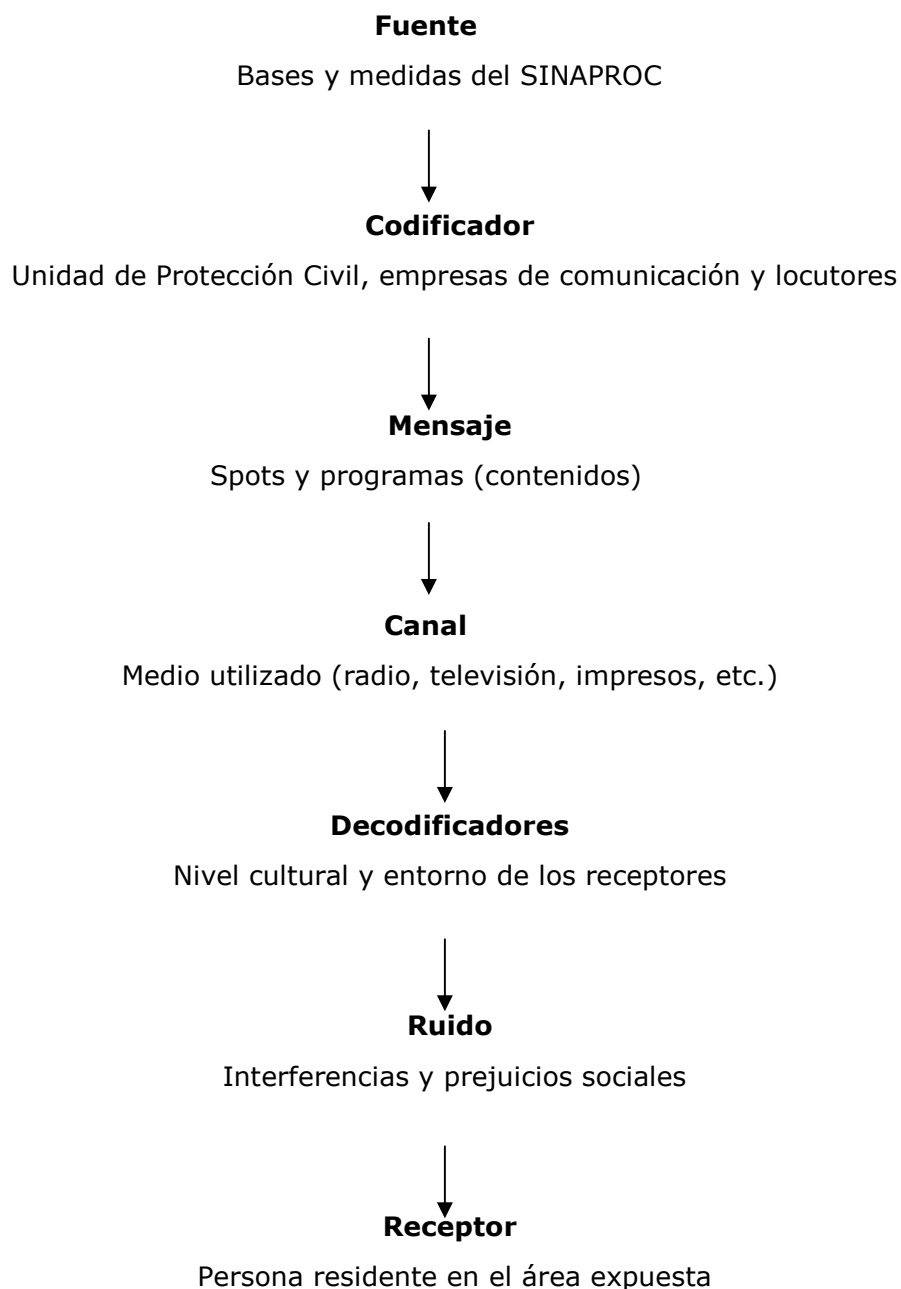 Fuente
Bases y medidas del SINAPROC
Codificador
Unidad de Protección Civil, empresas de comunicación y locutores
Mensaje
Spots y programas (contenidos)
Canal
Medio utilizado (radio, televisión, impresos, etc.)
Decodificadores
Nivel cultural y entorno de los receptores
Ruido
Interferencias y prejuicios sociales
Receptor
Persona residente en el área expuesta